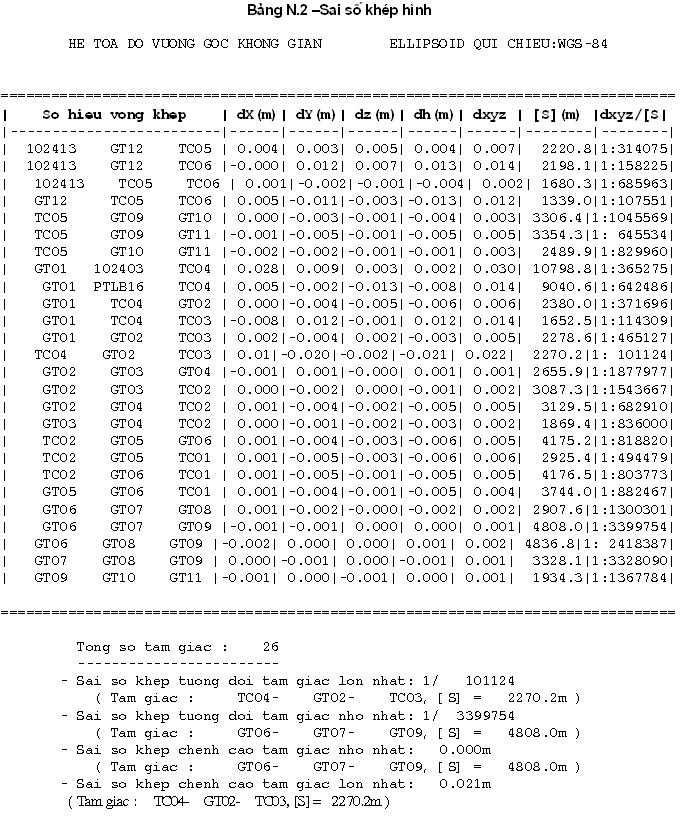 Bảng N.2 –Sai số khép hình
HE TOA DO VUONG GOC KHONG GIAN ELLIPSOID QUI CHIEU:WGS-84
================================================================================
| So hieu vong khep | dX (m)| dY (m)| dz (m)| dh (m)| dxyz | [S] (m) |dxyz/[S]|
|--------------------------|-------|-------|-------|-------|-------|---------|---------|
| 102413 GT12 TC05 | 0.004| 0.003| 0.005| 0.004| 0.007| 2220.8|1:314075|
| 102413 GT12 TC06 |-0.000| 0.012| 0.007| 0.013| 0.014| 2198.1|1:158225|
| 102413 TC05 TC06 | 0.001|-0.002|-0.001|-0.004| 0.002| 1680.3|1:685963|
| GT12 TC05 TC06 | 0.005|-0.011|-0.003|-0.013| 0.012| 1339.0|1:107551|
| TC05 GT09 GT10 | 0.000|-0.003|-0.001|-0.004| 0.003| 3306.4|1:1045569|
| TC05 GT09 GT11 |-0.001|-0.005|-0.001|-0.005| 0.005| 3354.3|1: 645534|
| TC05 GT10 GT11 |-0.002|-0.002|-0.001|-0.001| 0.003| 2489.9|1:829960|
| GT01 102403 TC04 | 0.028| 0.009| 0.003| 0.002| 0.030| 10798.8|1:365275|
| GT01 PTLB16 TC04 | 0.005|-0.002|-0.013|-0.008| 0.014| 9040.6|1:642486|
| GT01 TC04 GT02 | 0.000|-0.004|-0.005|-0.006| 0.006| 2380.0|1:371696|
| GT01 TC04 TC03 |-0.008| 0.012|-0.001| 0.012| 0.014| 1652.5|1:114309|
| GT01 GT02 TC03 | 0.002|-0.004| 0.002|-0.003| 0.005| 2278.6|1:465127|
| TC04 GT02 TC03 | 0.01|-0.020|-0.002|-0.021| 0.022| 2270.2|1: 101124|
| GT02 GT03 GT04 |-0.001| 0.001|-0.000| 0.001| 0.001| 2655.9|1:1877977|
| GT02 GT03 TC02 | 0.000|-0.002| 0.000|-0.001| 0.002| 3087.3|1:1543667|
| GT02 GT04 TC02 | 0.001|-0.004|-0.002|-0.005| 0.005| 3129.5|1:682910|
| GT03 GT04 TC02 | 0.000|-0.001|-0.002|-0.003| 0.002| 1869.4|1:836000|
| TC02 GT05 GT06 | 0.001|-0.004|-0.003|-0.006| 0.005| 4175.2|1:818820|
| TC02 GT05 TC01 | 0.001|-0.005|-0.002|-0.006| 0.005| 2925.4|1:494479|
| TC02 GT06 TC01 | 0.001|-0.005|-0.001|-0.005| 0.005| 4176.5|1:803773|
| GT05 GT06 TC01 | 0.001|-0.004|-0.001|-0.005| 0.004| 3744.0|1:882467|
| GT06 GT07 GT08 | 0.001|-0.002|-0.000|-0.001| 0.002| 2907.6|1:1300301|
| GT06 GT07 GT09 |-0.001|-0.001| 0.000| 0.000| 0.001| 4808.0|1:3399754|
| GT06 GT08 GT09 |-0.002| 0.000| 0.000| 0.001| 0.002| 4836.8|1: 2418387|
| GT07 GT08 GT09 | 0.000|-0.001| 0.000|-0.001| 0.001| 3328.1|1:3328090|
| GT09 GT10 GT11 |-0.001| 0.000|-0.001| 0.000| 0.001| 1934.3|1:1367784|
================================================================================
Tong so tam giac : 26
------------------------
- Sai so khep tuong doi tam giac lon nhat: 1/ 101124
( Tam giac : TC04- GT02- TC03, [ S] = 2270.2m )
- Sai so khep tuong doi tam giac nho nhat: 1/ 3399754
( Tam giac : GT06- GT07- GT09, [ S] = 4808.0m )
- Sai so khep chenh cao tam giac nho nhat: 0.000m
( Tam giac : GT06- GT07- GT09, [ S] = 4808.0m )
- Sai so khep chenh cao tam giac lon nhat: 0.021m
( Tam giac : TC04- GT02- TC03, [S] = 2270.2m )